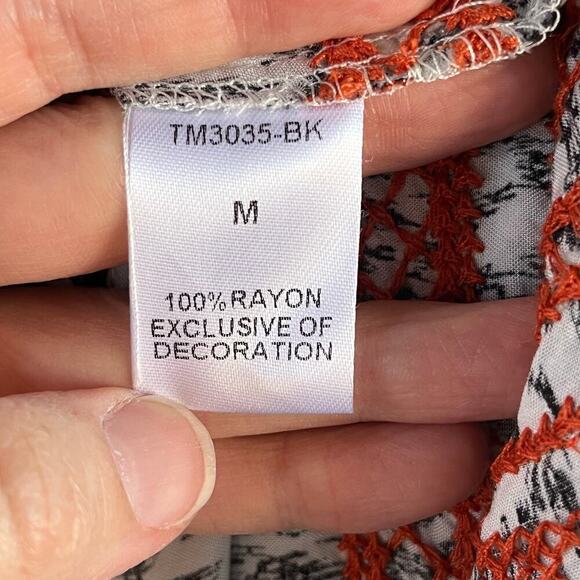 TM3035-BK
M
100% RAYON
EXCLUSIVE OF
DECORATION